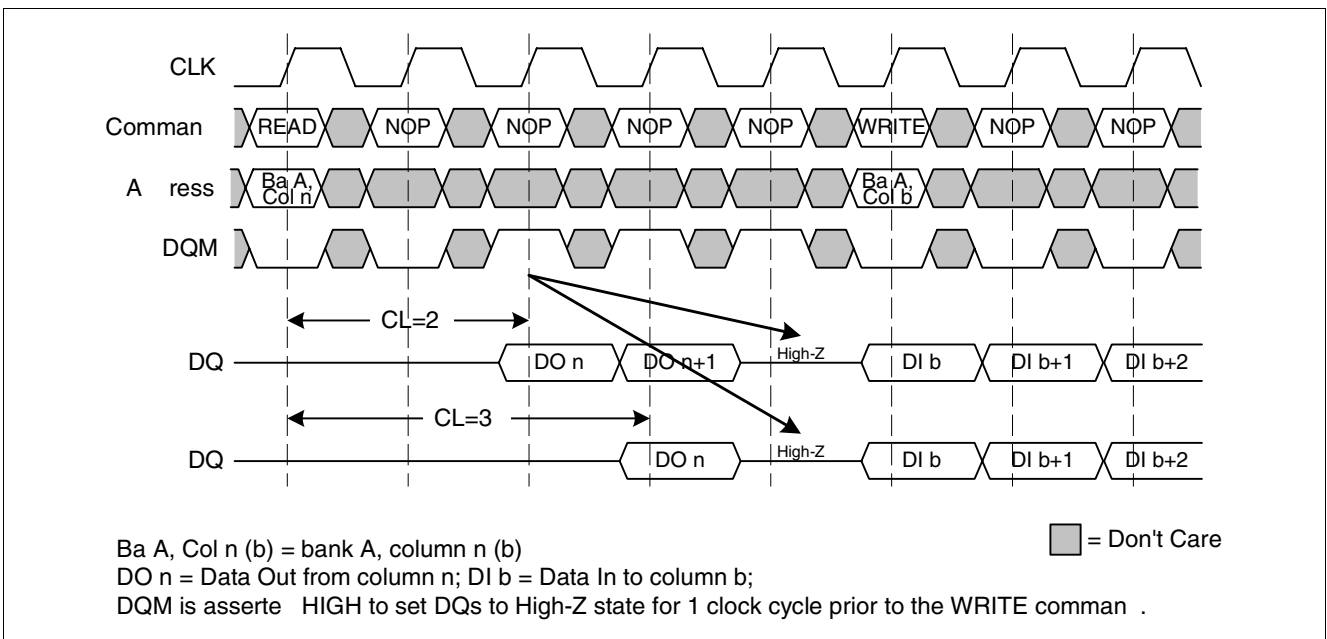 CLK
Comman
READ NOP NOP NOP NOP WRITE NOP NOP
A ress
Ba A, Col n
Ba A, Col b
DQM
CL=2
DQ
DO n DO n+1 High-Z DI b DI b+1 DI b+2
CL=3
DQ
DO n High-Z DI b DI b+1 DI b+2
Ba A, Col n (b) = bank A, column n (b)
= Don't Care
DO n = Data Out from column n; DI b = Data In to column b;
DQM is asserte HIGH to set DQs to High-Z state for 1 clock cycle prior to the WRITE comman .